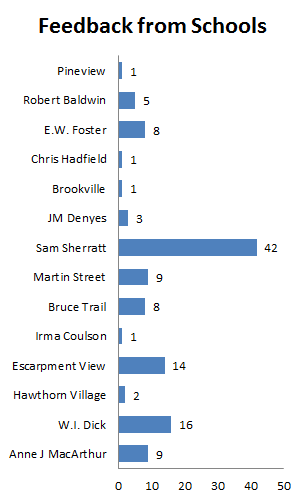 Feedback from Schools
Pineview 1
Robert Baldwin 5
E.W. Foster 8
Chris Hadfield 1
Brookville 1
JM Denyes 3
Sam Sherratt 42
Martin Street 9
Bruce Trail 8
Irma Coulson 1
Escarpment View 14
Hawthorn Village 2
W.I. Dick 16
Anne J MacArthur 9
0 10 20 30 40 50